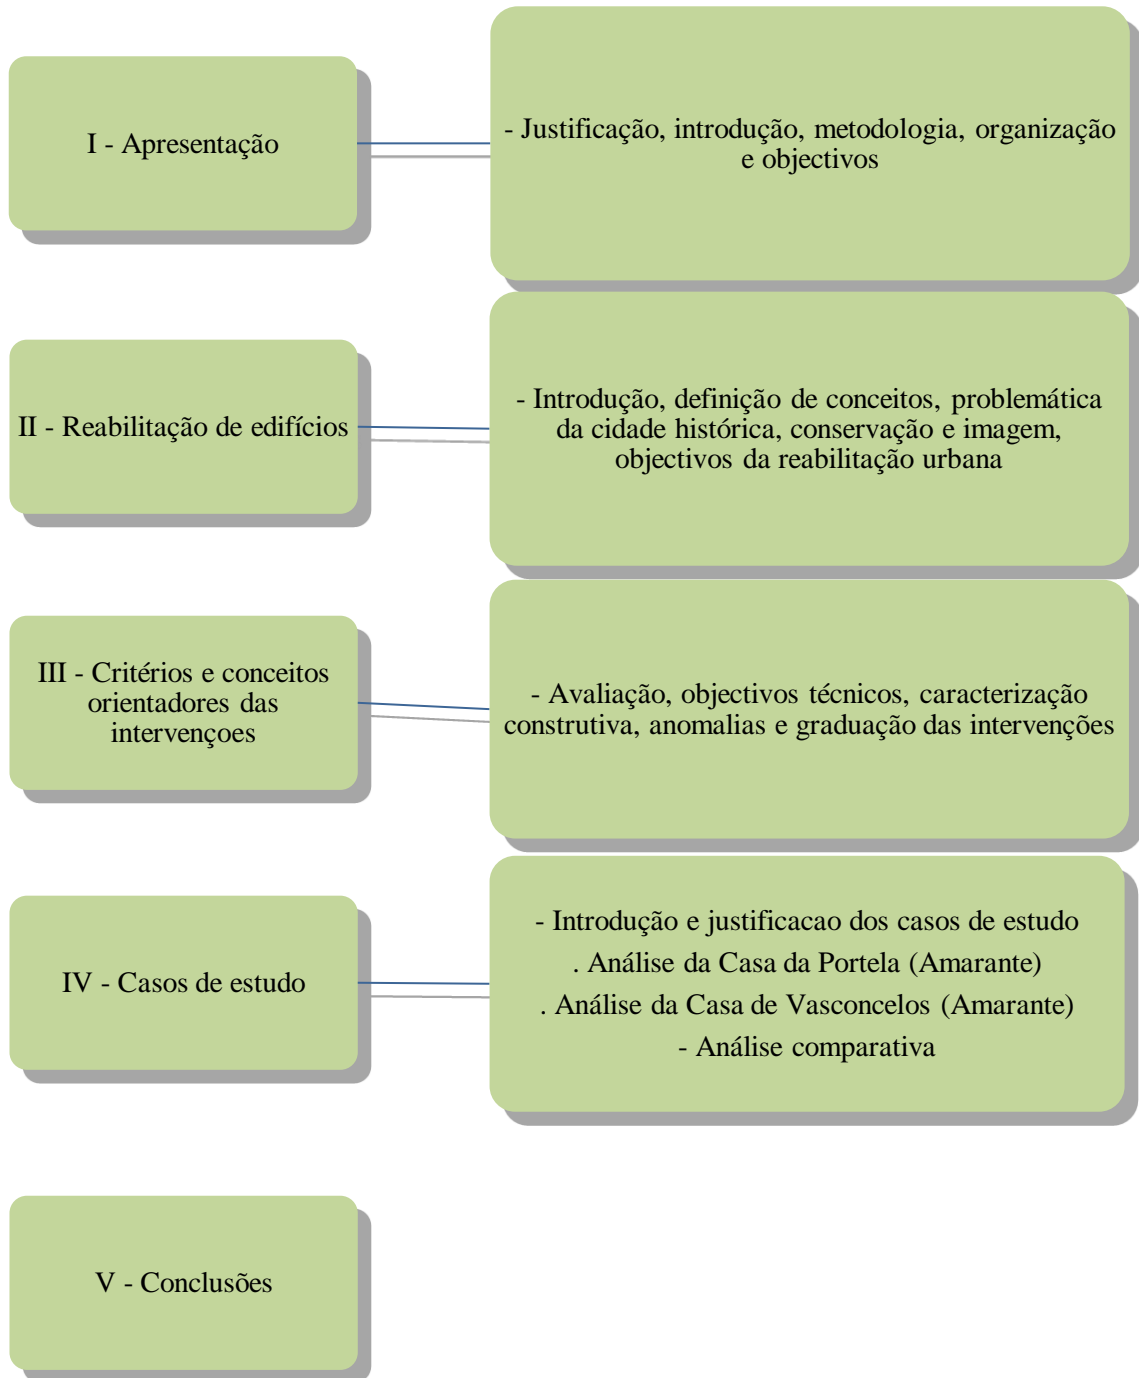 I - Apresentação
- Justificação, introdução, metodologia, organização
e objectivos
II - Reabilitação de edifícios
- Introdução, definição de conceitos, problemática
da cidade histórica, conservação e imagem,
objectivos da reabilitação urbana
III - Critérios e conceitos
orientadores das
intervençoes
- Avaliação, objectivos técnicos, caracterização
construtiva, anomalias e graduação das intervenções
IV - Casos de estudo
- Introdução e justificacao dos casos de estudo
. Análise da Casa da Portela (Amarante)
. Análise da Casa de Vasconcelos (Amarante)
- Análise comparativa
V - Conclusões